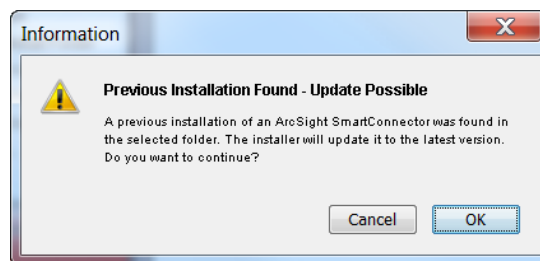 Information
Previous Installation Found - Update Possible
A previous installation of an ArcSight SmartConnector was found in
the selected folder. The installer will update it to the latest version.
Do you want to continue?
Cancel
OK